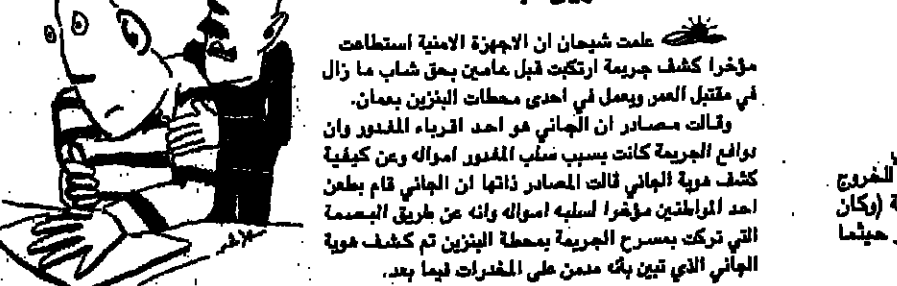 علمت شيحان ان الاجهزة الامنية استطاعت
مؤخرا كشف جريمة ارتكبت قبل عامين بحق شاب ما زال
في مقتبل العمر ويعمل في احدى محطات البنزين بعمان.
وقالت مصادر ان الجاني هو احد اقرباء المغدور وان
دوافع الجريمة كانت بسبب سلب المغدور امواله وعن كيفية
كشف هوية الجاني قالت المصادر ذاتها ان الجاني قام بطعن
احد المواطنين مؤخرا لسلبه امواله وانه عن طريق البصمة
التي تركت بمسرح الجريمة بمحطة البنزين تم كشف هوية
الجاني الذي تبين بأنه مدمن على المخدرات فيما بعد.
للخروج
ة (وكان
حيثما